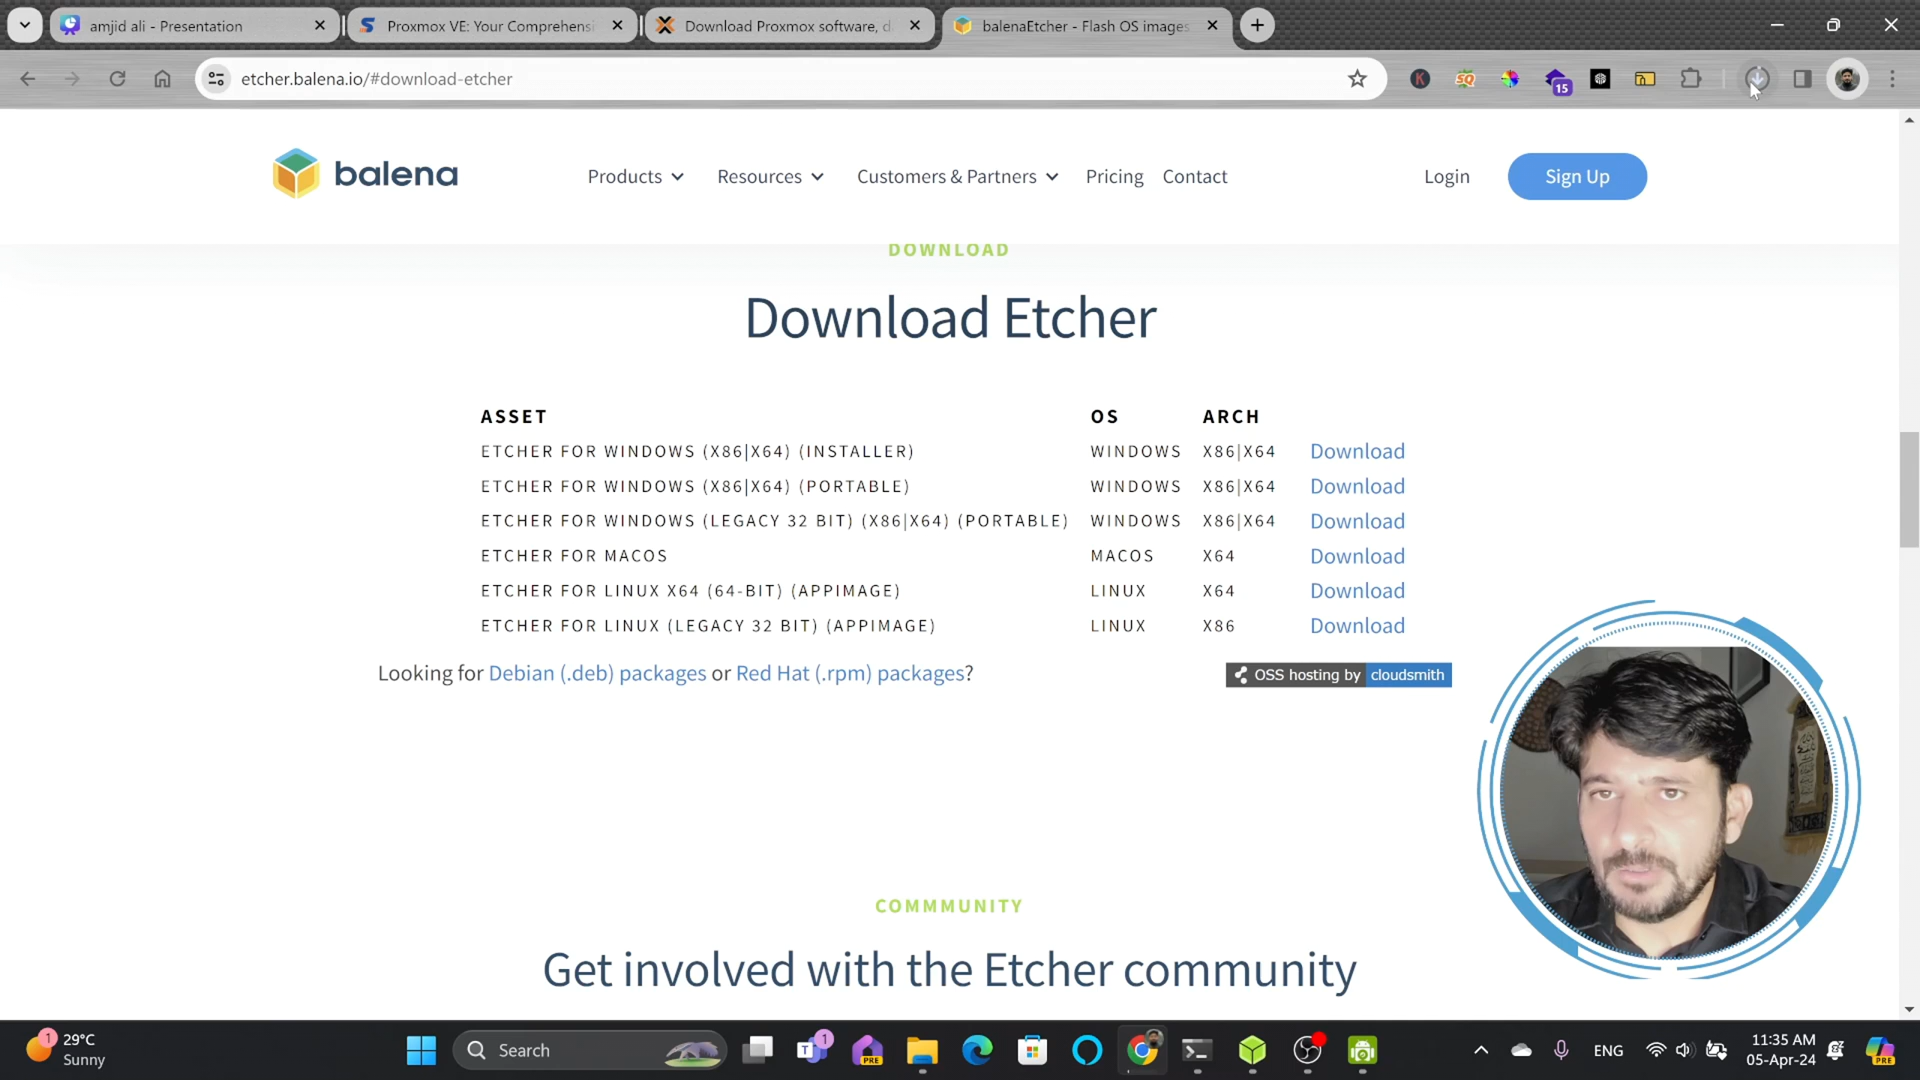 amjid ali - Presentation
Proxmox VE: Your Comprehensi
Download Proxmox software, d
balenaEtcher - Flash OS images
etcher.balena.io/#download-etcher
15
balena
Products
Resources
Customers & Partners
Pricing
Contact
Login
Sign Up
DOWNLOAD
Download Etcher
ASSET OS ARCH
ETCHER FOR WINDOWS (X86|X64) (INSTALLER) WINDOWS X86|X64 Download
ETCHER FOR WINDOWS (X86|X64) (PORTABLE) WINDOWS X86|X64 Download
ETCHER FOR WINDOWS (LEGACY 32 BIT) (X86|X64) (PORTABLE) WINDOWS X86|X64 Download
ETCHER FOR MACOS MACOS X64 Download
ETCHER FOR LINUX X64 (64-BIT) (APPIMAGE) LINUX X64 Download
ETCHER FOR LINUX (LEGACY 32 BIT) (APPIMAGE) LINUX X86 Download
Looking for Debian (.deb) packages or Red Hat (.rpm) packages?
OSS hosting by cloudsmith
COMMMUNITY
Get involved with the Etcher community
1
29°C
Sunny
Search
1
PRE
ENG
11:35 AM
05-Apr-24
PRE